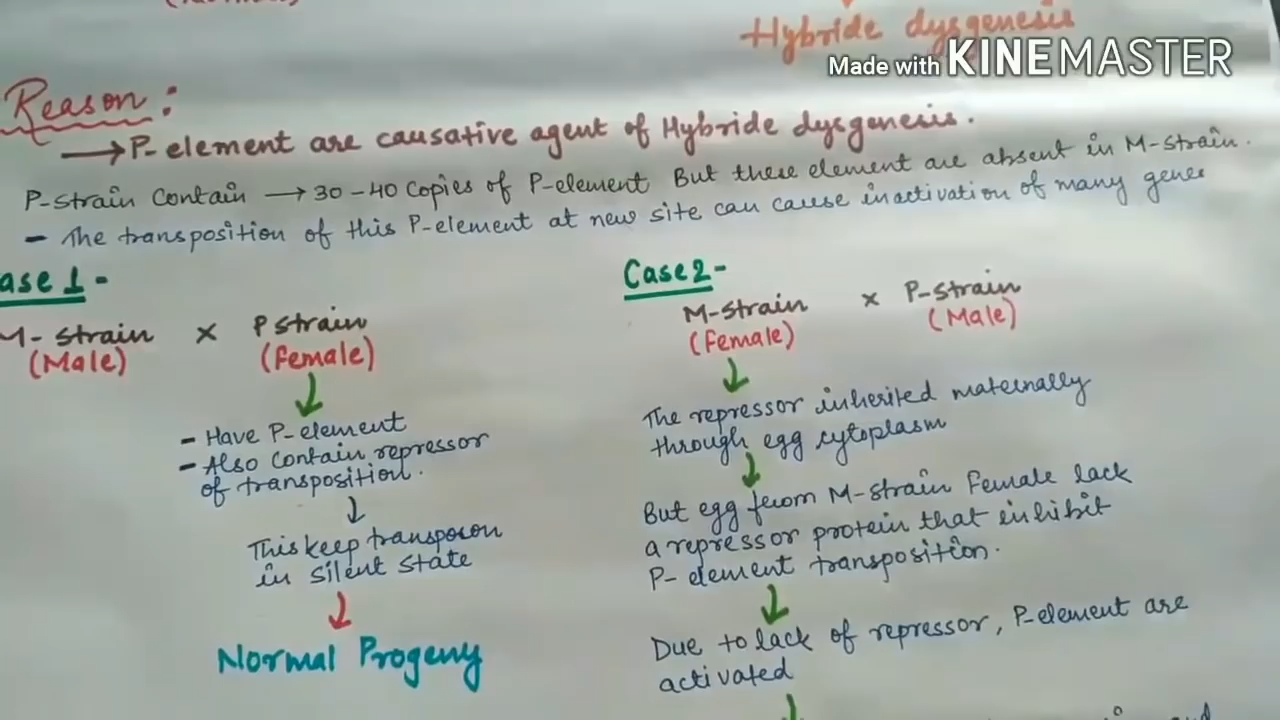 Hybride dysgenesis
Made with KINEMASTER
Reason:
→ P-element are causative agent of Hybride dysgenesis.
P-strain contain → 30-40 copies of P-element But these element are absent in M-strain.
- The transposition of this P-element at new site can cause inactivation of many genes
ase 1-
M-strain × P strain
(Male) (female)
- Have P-element
- Also contain repressor
of transposition.
↓
This keep transposon
in silent state
↓
Normal Progeny
Case 2-
M-strain × P-strain
(female) (Male)
↓
The repressor inherited maternally
through egg cytoplasm
↓
But egg from M-strain Female lack
a repressor protein that inhibit
P-element transposition.
↓
Due to lack of repressor, P-element are
activated
↓